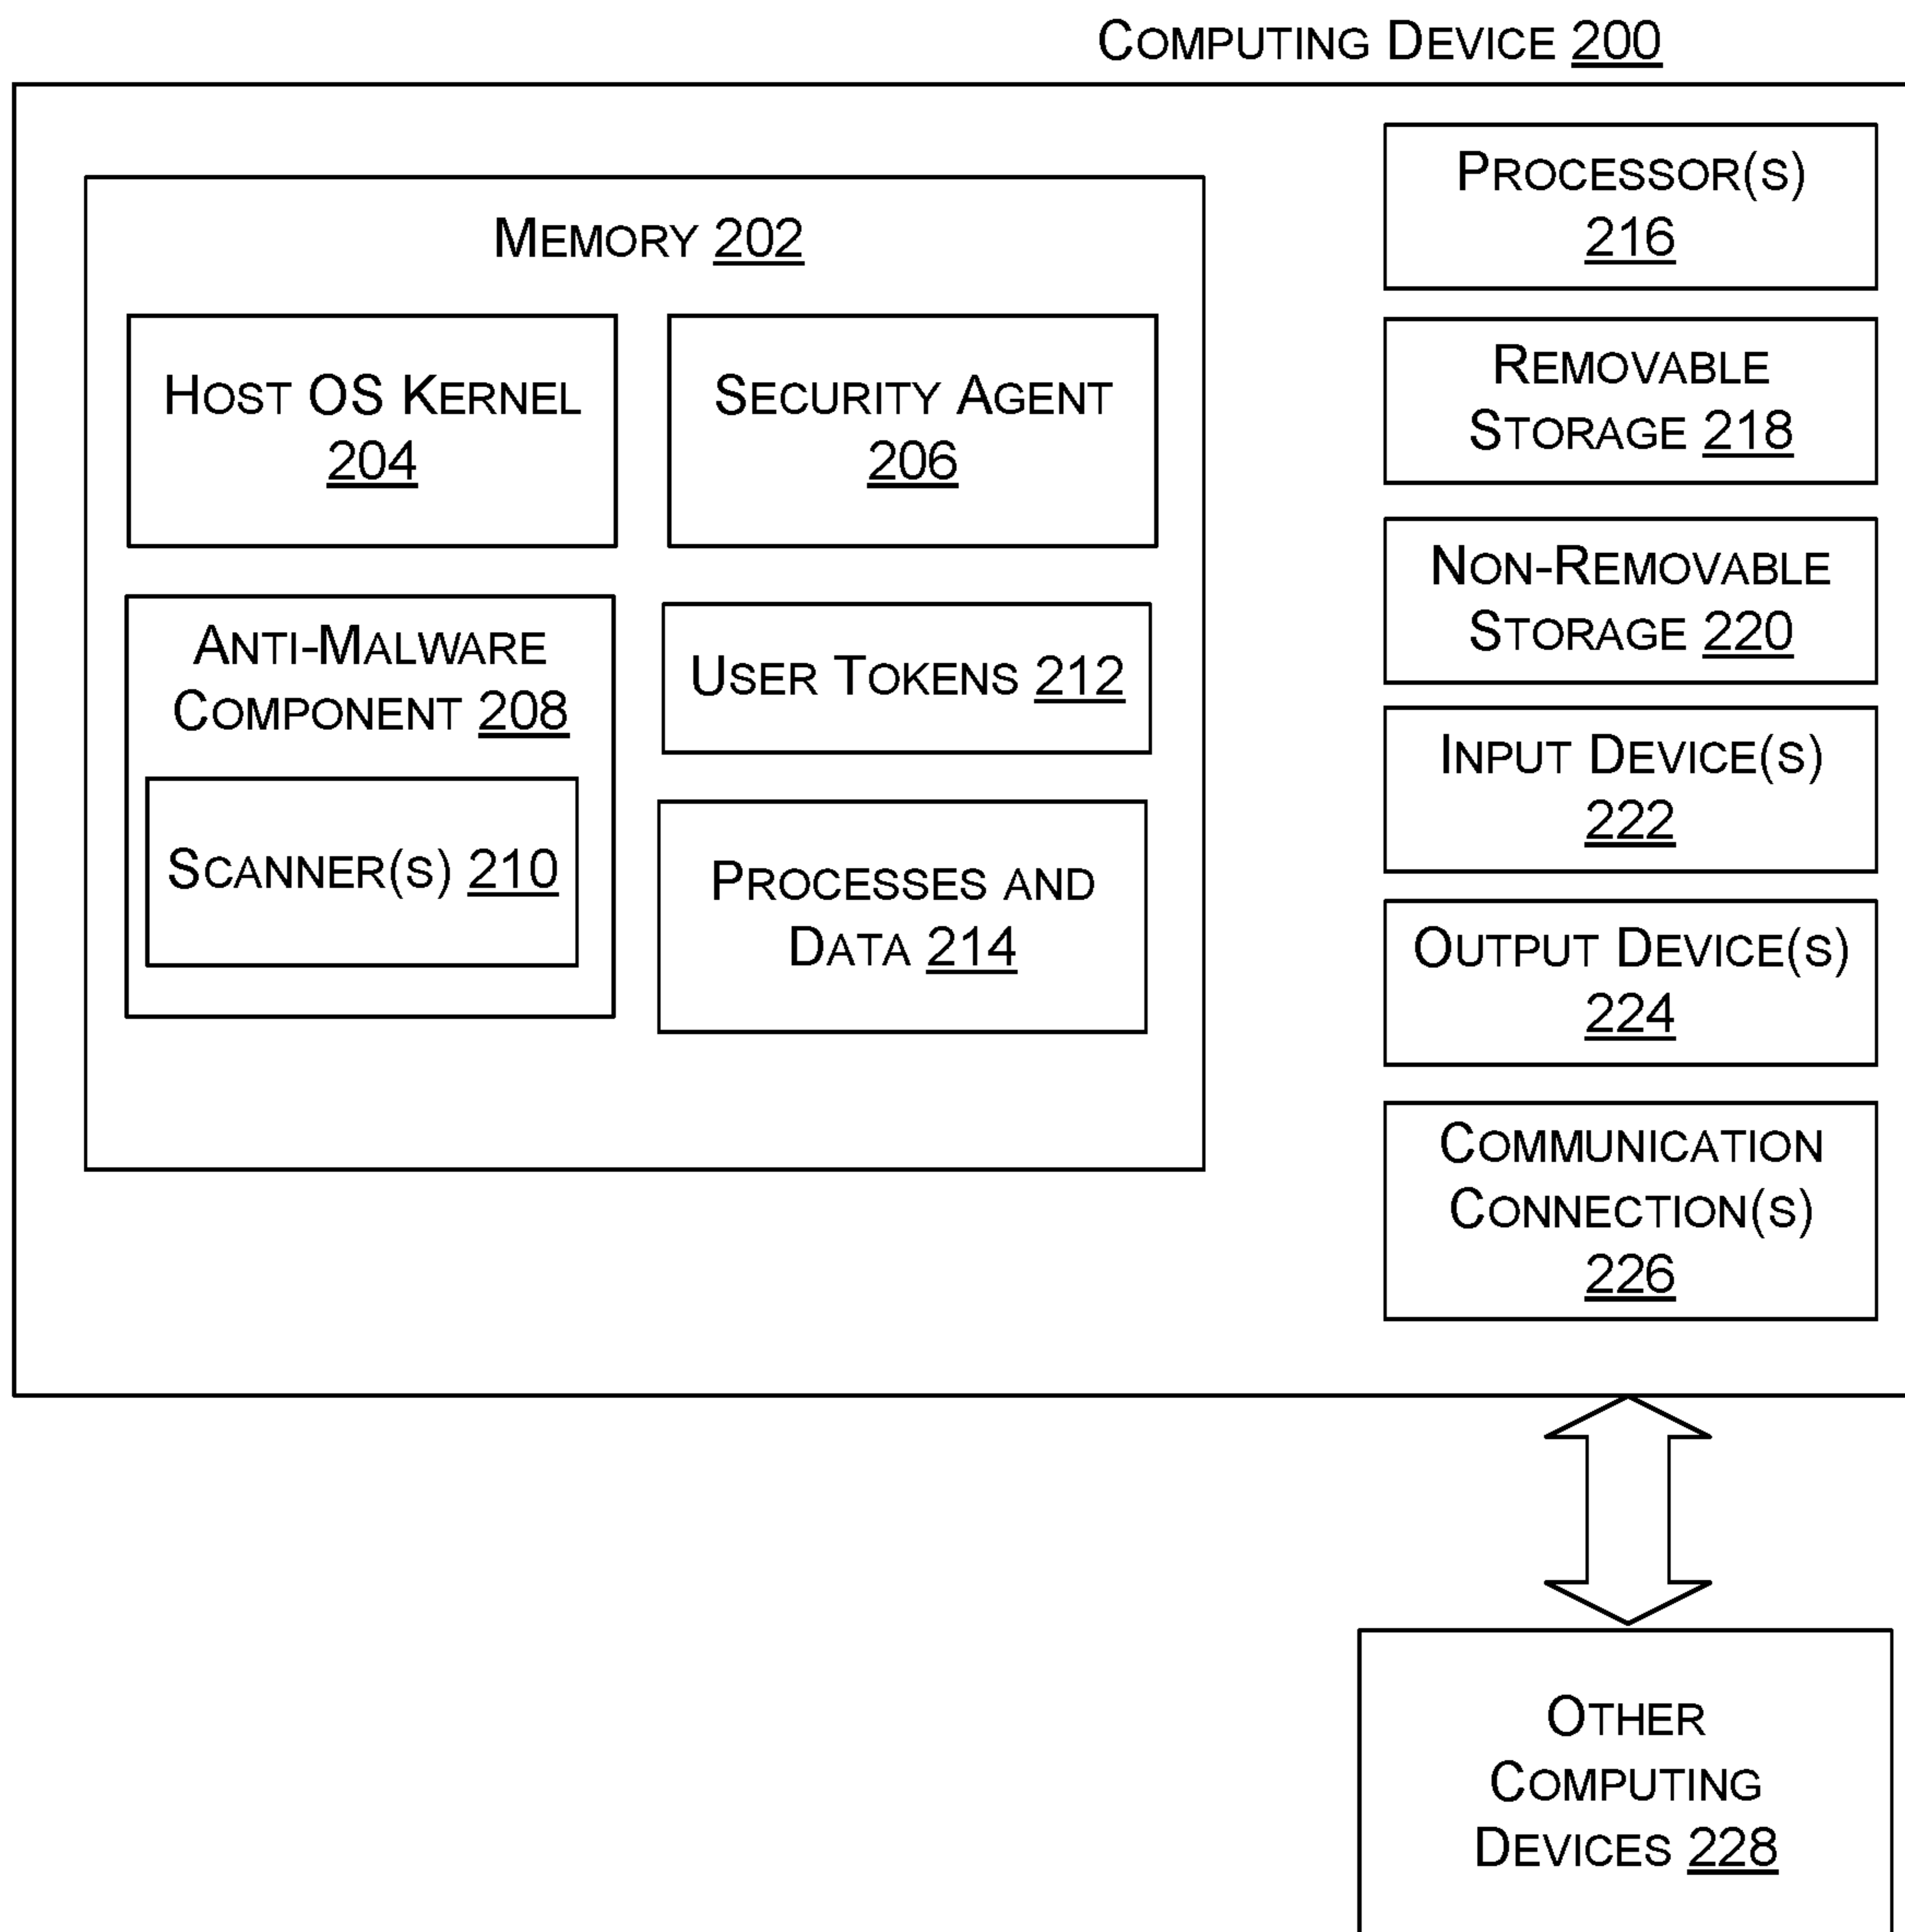 COMPUTING DEVICE 200
MEMORY 202
HOST OS KERNEL
204
SECURITY AGENT
206
ANTI-MALWARE
COMPONENT 208
SCANNER(S) 210
USER TOKENS 212
PROCESSES AND
DATA 214
PROCESSOR(S)
216
REMOVABLE
STORAGE 218
NON-REMOVABLE
STORAGE 220
INPUT DEVICE(S)
222
OUTPUT DEVICE(S)
224
COMMUNICATION
CONNECTION(S)
226
OTHER
COMPUTING
DEVICES 228